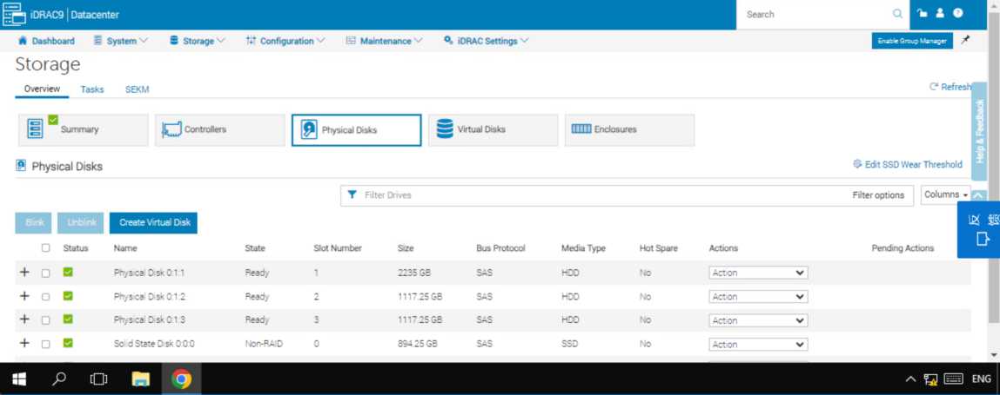 iDRAC9 | Datacenter
Search
Dashboard System Storage Configuration Maintenance iDRAC Settings Enable Group Manager
Storage
Overview Tasks SEKM Refresh
Summary Controllers Physical Disks Virtual Disks Enclosures
Help & Feedback
Physical Disks Edit SSD Wear Threshold
Filter Drives Filter options Columns
Blink Unblink Create Virtual Disk
Status Name State Slot Number Size Bus Protocol Media Type Hot Spare Actions Pending Actions
+ Physical Disk 0:1:1 Ready 1 2235 GB SAS HDD No Action
+ Physical Disk 0:1:2 Ready 2 1117.25 GB SAS HDD No Action
+ Physical Disk 0:1:3 Ready 3 1117.25 GB SAS HDD No Action
+ Solid State Disk 0:0:0 Non-RAID 0 894.25 GB SAS SSD No Action
ENG